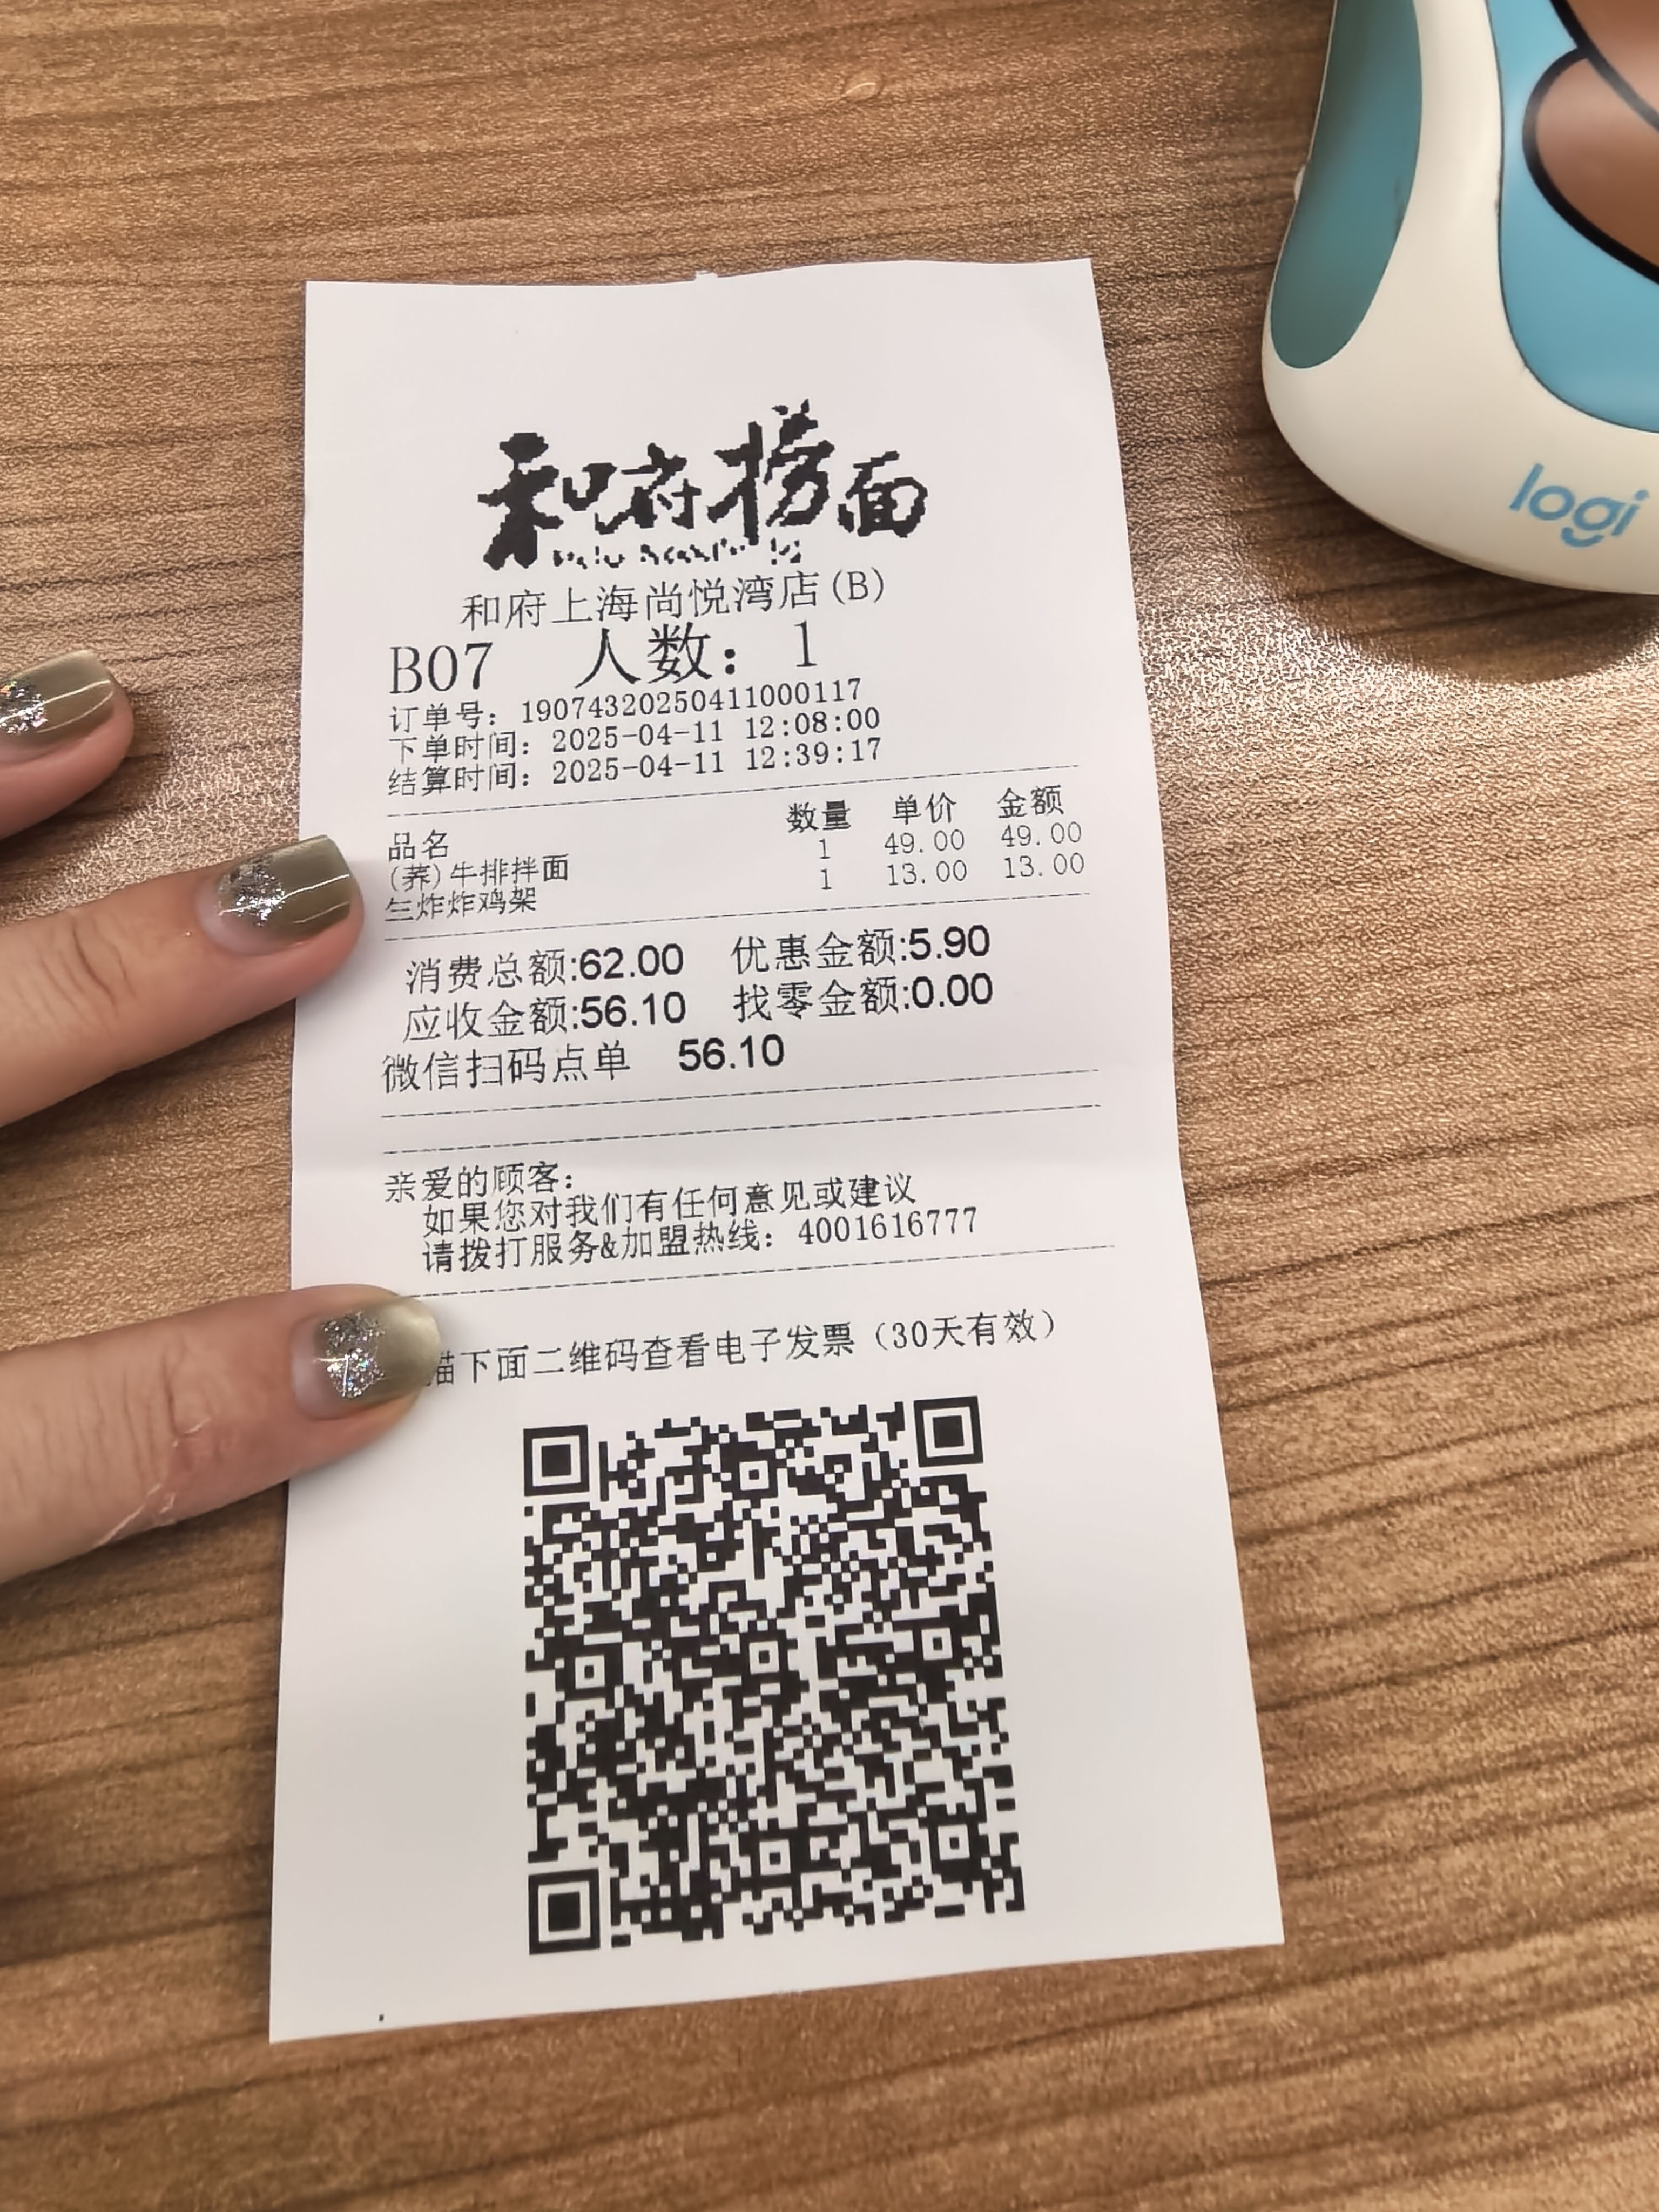 和府捞面
和府上海尚悦湾店(B)
B07 人数: 1
订单号: 19074320250411000117
下单时间: 2025-04-11 12:08:00
结算时间: 2025-04-11 12:39:17
品名 数量 单价 金额
(荞)牛排拌面 1 49.00 49.00
生炸炸鸡架 1 13.00 13.00
消费总额:62.00 优惠金额:5.90
应收金额:56.10 找零金额:0.00
微信扫码点单 56.10
亲爱的顾客:
如果您对我们有任何意见或建议
请拨打服务&加盟热线: 4001616777
描下面二维码查看电子发票（30天有效）
logi